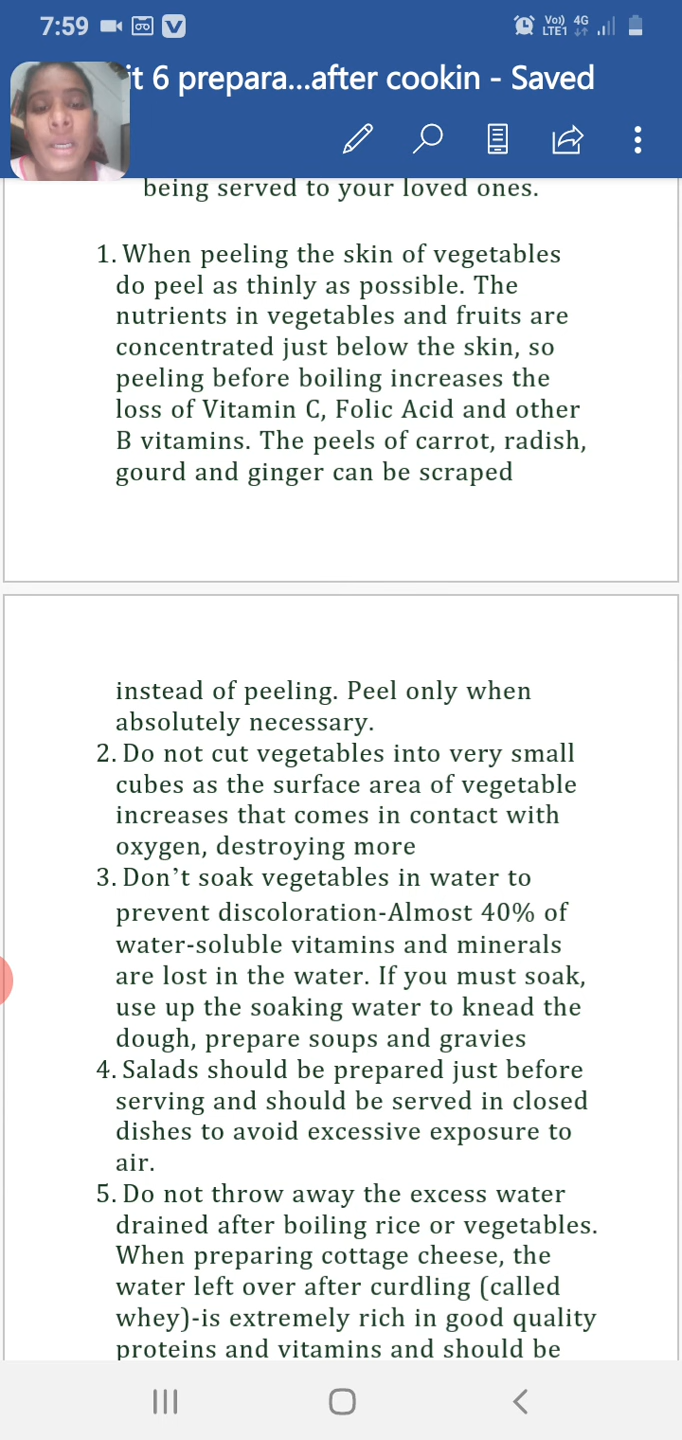 7:59
Vo)) 4G
LTE1
it 6 prepara...after cookin - Saved
being served to your loved ones.
1. When peeling the skin of vegetables
do peel as thinly as possible. The
nutrients in vegetables and fruits are
concentrated just below the skin, so
peeling before boiling increases the
loss of Vitamin C, Folic Acid and other
B vitamins. The peels of carrot, radish,
gourd and ginger can be scraped
instead of peeling. Peel only when
absolutely necessary.
2. Do not cut vegetables into very small
cubes as the surface area of vegetable
increases that comes in contact with
oxygen, destroying more
3. Don’t soak vegetables in water to
prevent discoloration-Almost 40% of
water-soluble vitamins and minerals
are lost in the water. If you must soak,
use up the soaking water to knead the
dough, prepare soups and gravies
4. Salads should be prepared just before
serving and should be served in closed
dishes to avoid excessive exposure to
air.
5. Do not throw away the excess water
drained after boiling rice or vegetables.
When preparing cottage cheese, the
water left over after curdling (called
whey)-is extremely rich in good quality
proteins and vitamins and should be